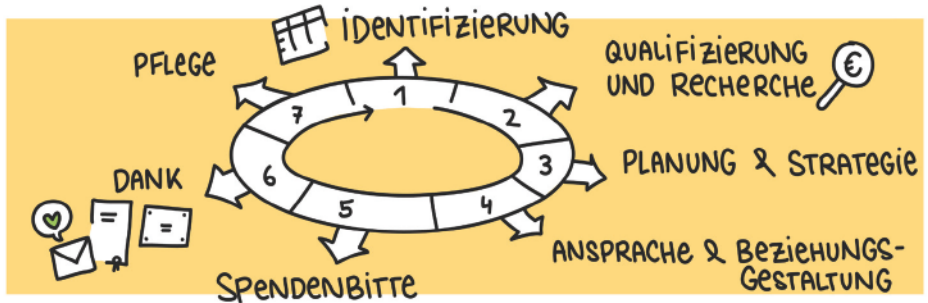 iDeNTiFiZieRUNG
1
QUALiFiZieRUNG
UND ReCHeRCHe
€
2
PLANUNG & STRATeGie
3
ANSPRACHe & BeZieHUNGS-
GeSTALTUNG
4
SPeNDeNBiTTe
5
DANK
6
PFLeGe
7